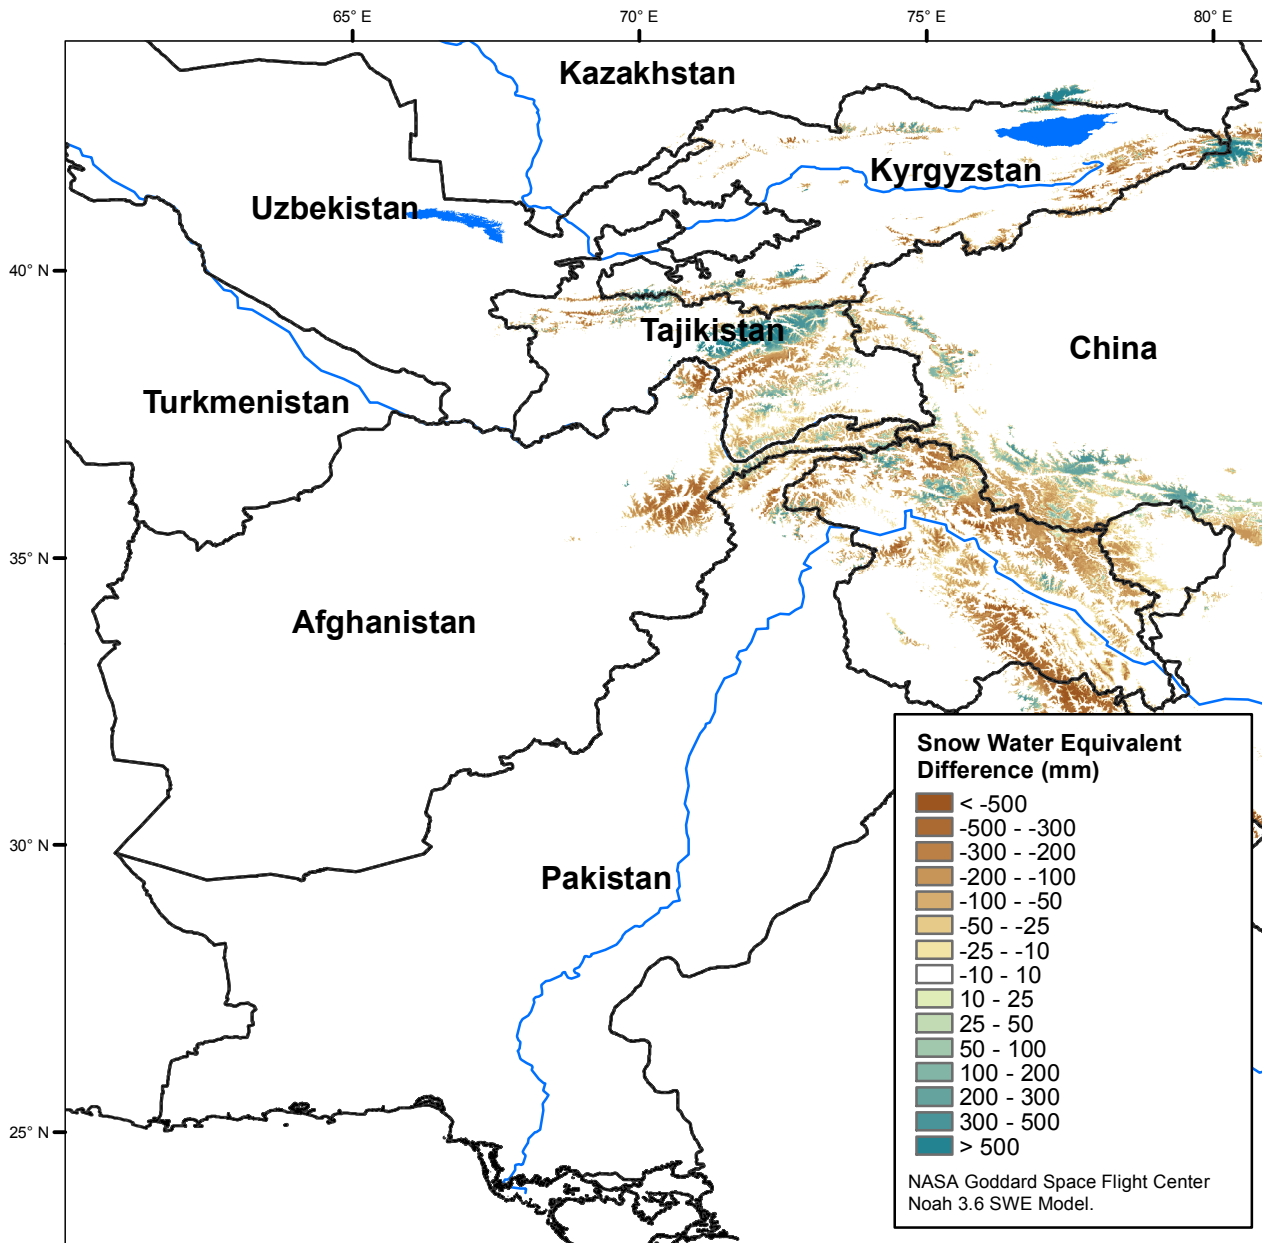 65° E
70° E
75° E
80° E
Kazakhstan
Kyrgyzstan
Uzbekistan
40° N
Tajikistan
China
Turkmenistan
35° N
Afghanistan
Snow Water Equivalent
Difference (mm)
< -500
-500 - -300
-300 - -200
-200 - -100
-100 - -50
-50 - -25
-25 - -10
-10 - 10
10 - 25
25 - 50
50 - 100
100 - 200
200 - 300
300 - 500
> 500
NASA Goddard Space Flight Center
Noah 3.6 SWE Model.
30° N
Pakistan
25° N